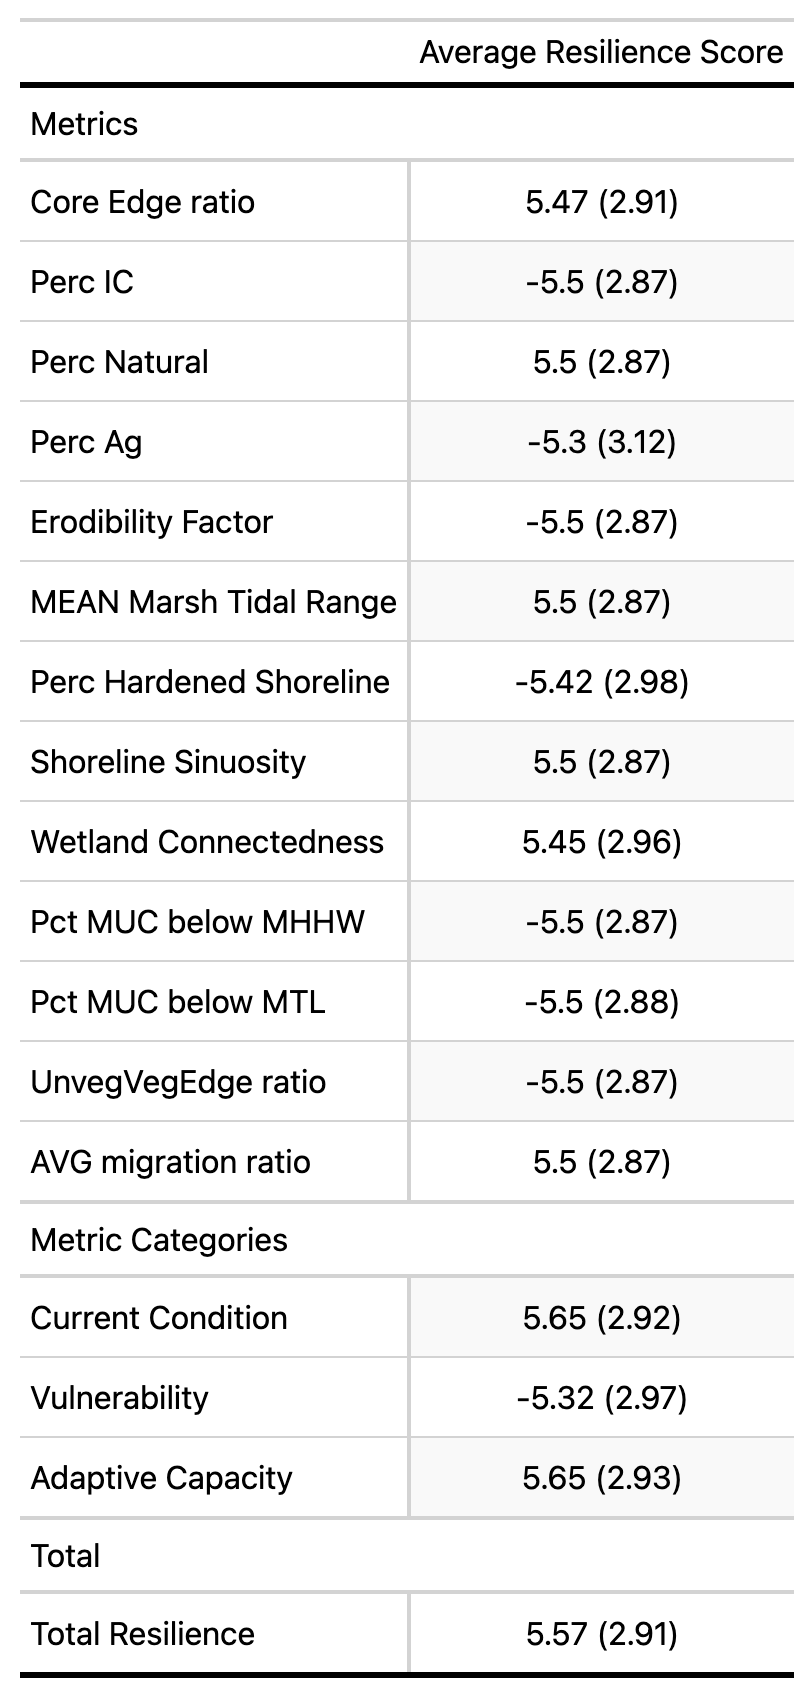 Average Resilience Score
Metrics
Core Edge ratio 5.47 (2.91)
Perc IC -5.5 (2.87)
Perc Natural 5.5 (2.87)
Perc Ag -5.3 (3.12)
Erodibility Factor -5.5 (2.87)
MEAN Marsh Tidal Range 5.5 (2.87)
Perc Hardened Shoreline -5.42 (2.98)
Shoreline Sinuosity 5.5 (2.87)
Wetland Connectedness 5.45 (2.96)
Pct MUC below MHHW -5.5 (2.87)
Pct MUC below MTL -5.5 (2.88)
UnvegVegEdge ratio -5.5 (2.87)
AVG migration ratio 5.5 (2.87)
Metric Categories
Current Condition 5.65 (2.92)
Vulnerability -5.32 (2.97)
Adaptive Capacity 5.65 (2.93)
Total
Total Resilience 5.57 (2.91)